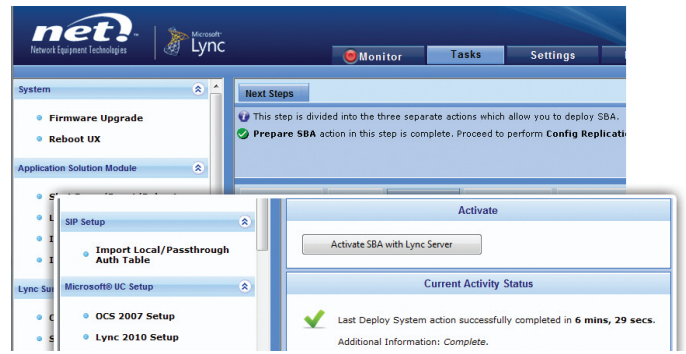 net!
Network Equipment Technologies
Microsoft®
Lync
Monitor
Tasks
Settings
System
Firmware Upgrade
Reboot UX
Application Solution Module
Next Steps
This step is divided into the three separate actions which allow you to deploy SBA.
Prepare SBA action in this step is complete. Proceed to perform Config
SIP Setup
Import Local/Passthrough
Auth Table
Microsoft® UC Setup
OCS 2007 Setup
Lync 2010 Setup
Activate
Activate SBA with Lync Server
Current Activity Status
Last Deploy System action successfully completed in 6 mins, 29 secs.
Additional Information: Complete.
Lync